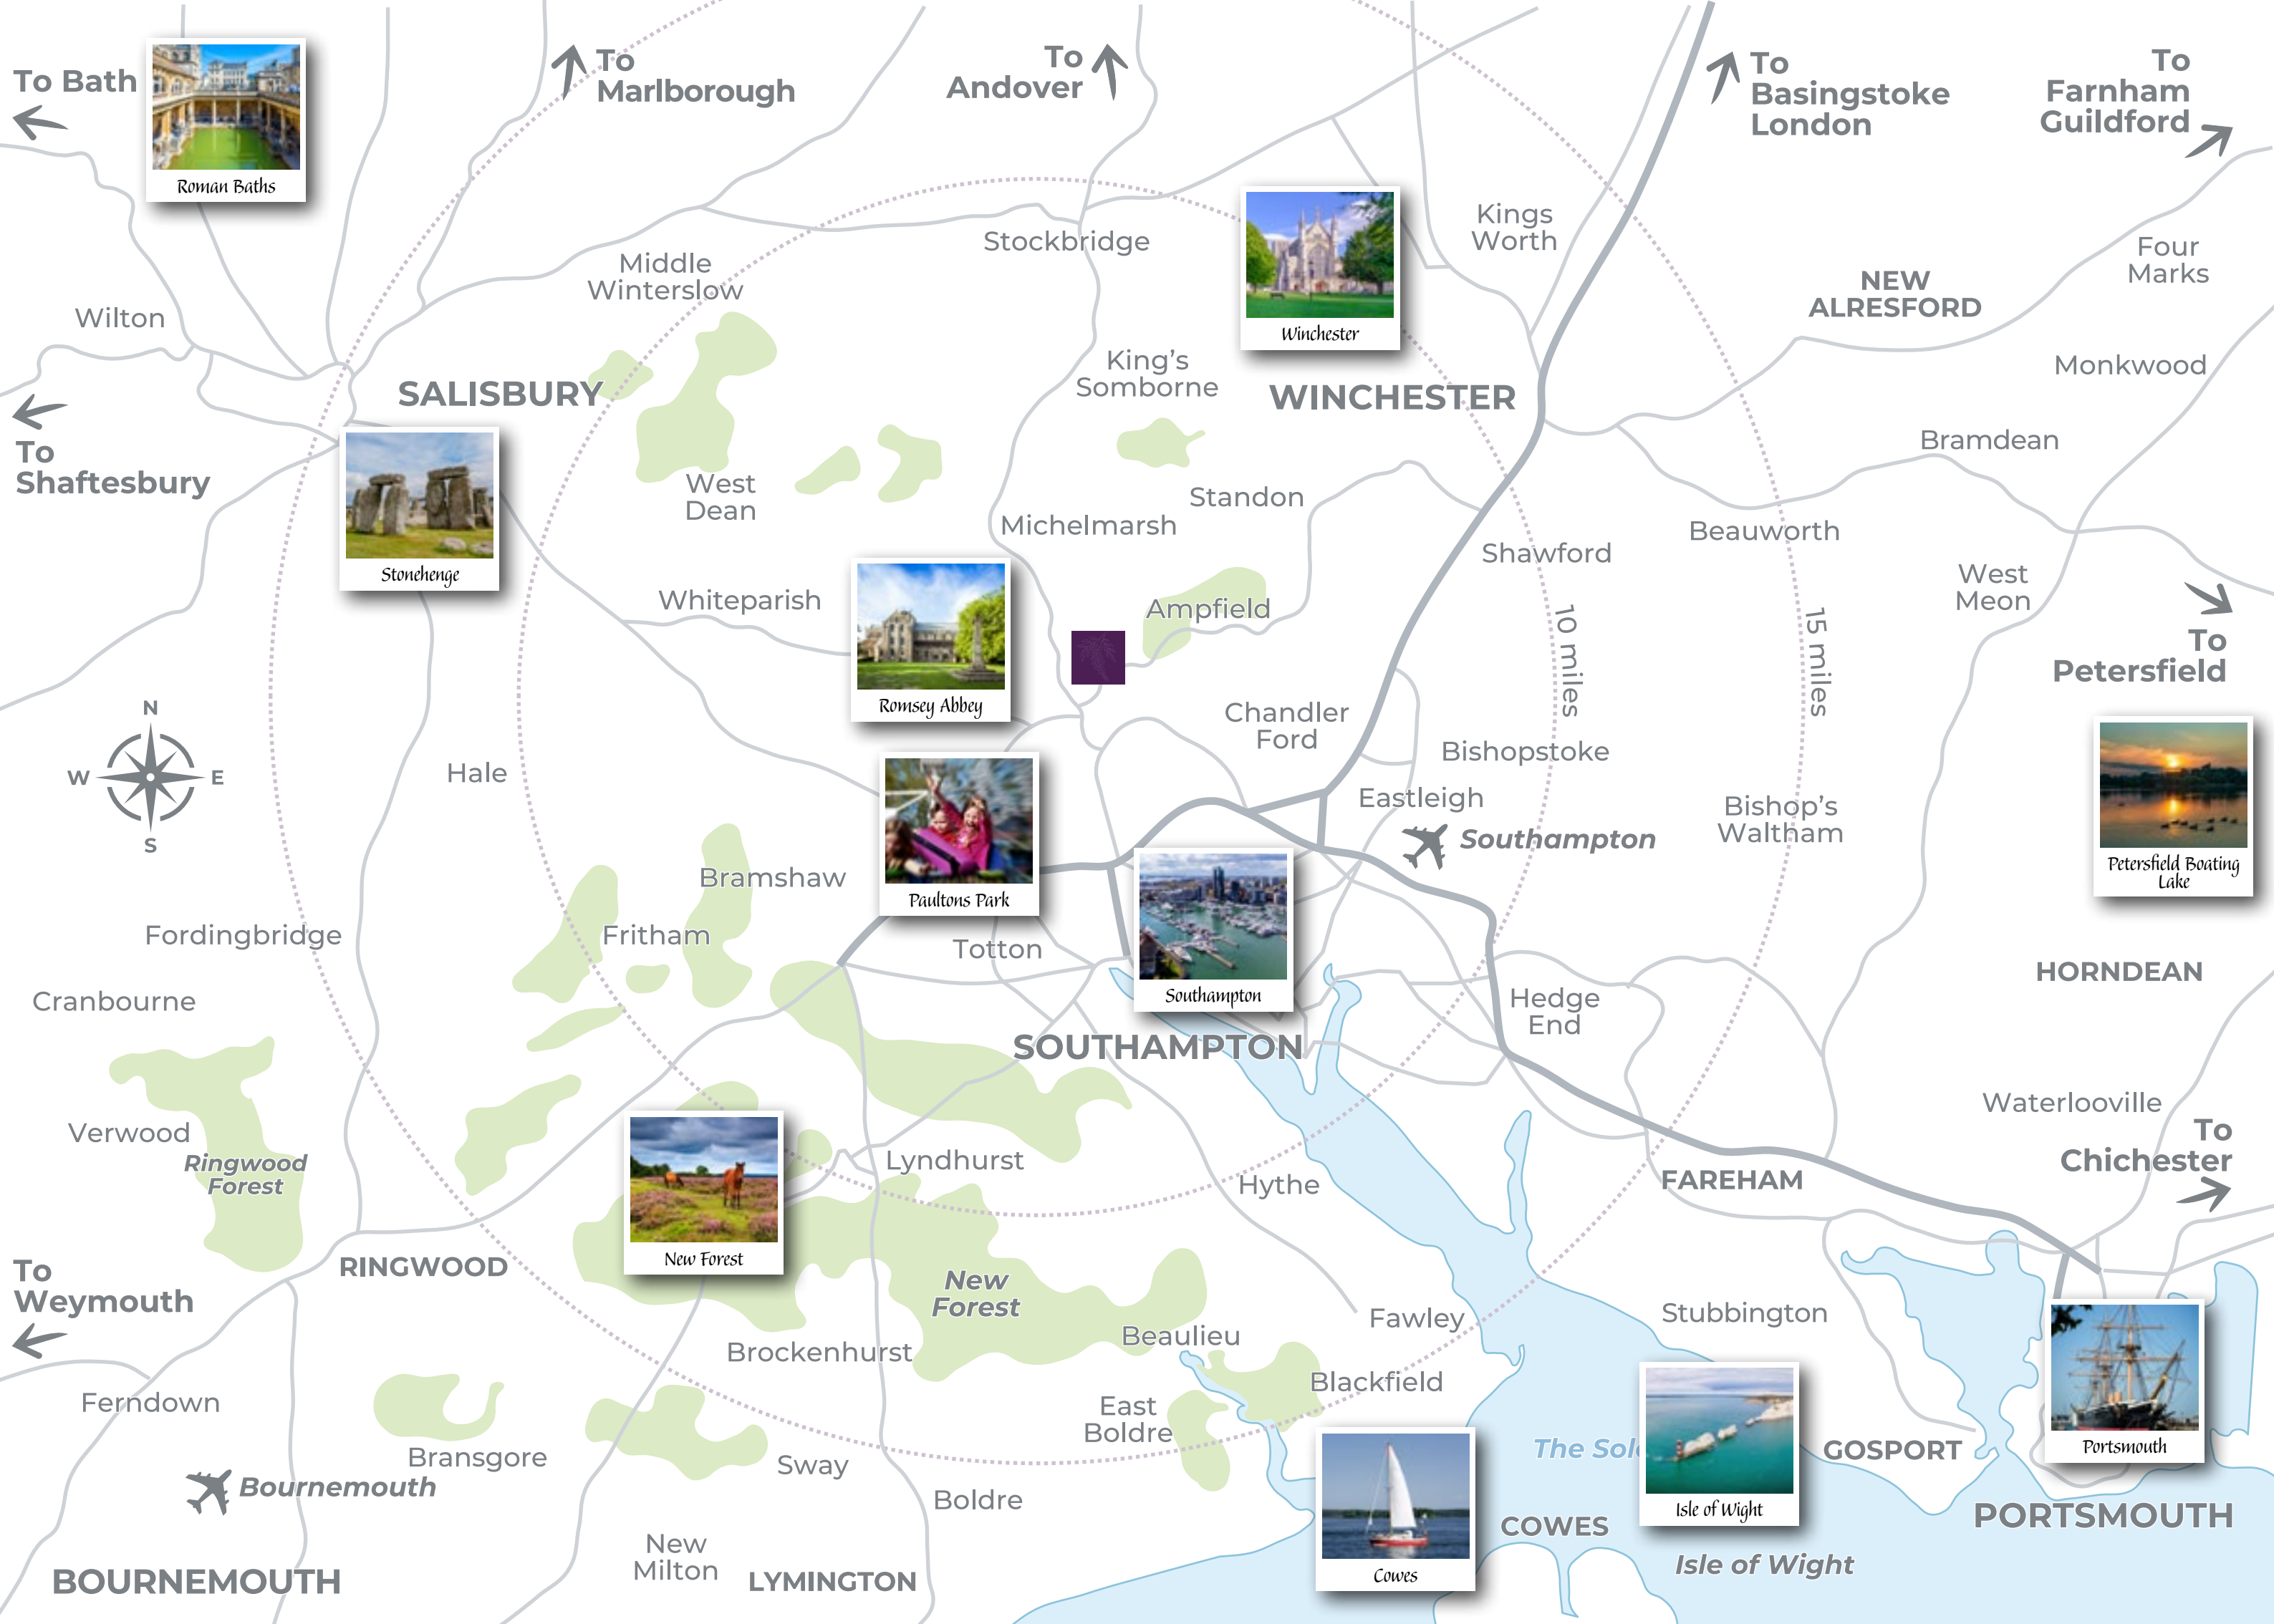 To Bath
Roman Baths
To
Marlborough
To
Andover
To
Basingstoke
London
To
Farnham
Guildford
Kings
Worth
Stockbridge
Middle
Winterslow
Four
Marks
NEW
ALRESFORD
Wilton
Winchester
King's
Somborne
Monkwood
SALISBURY
WINCHESTER
To
Shaftesbury
Bramdean
West
Dean
Standon
Michelmarsh
Beauworth
Shawford
Stonehenge
West
Meon
Whiteparish
Ampfield
10 miles
15 miles
To
Petersfield
Romsey Abbey
N
W
E
S
Chandler
Ford
Bishopstoke
Hale
Eastleigh
Bishop's
Waltham
Southampton
Petersfield Boating
Lake
Bramshaw
Paultons Park
Fordingbridge
Fritham
Totton
HORNDEAN
Cranbourne
Southampton
Hedge
End
SOUTHAMPTON
Waterlooville
Verwood
To
Chichester
Ringwood
Forest
Lyndhurst
FAREHAM
Hythe
New Forest
RINGWOOD
To
Weymouth
New
Forest
Fawley
Stubbington
Beaulieu
Brockenhurst
Blackfield
Ferndown
East
Boldre
Portsmouth
The Sol
GOSPORT
Bransgore
Sway
Bournemouth
Boldre
Isle of Wight
PORTSMOUTH
COWES
New
Milton
Isle of Wight
Cowes
BOURNEMOUTH
LYMINGTON